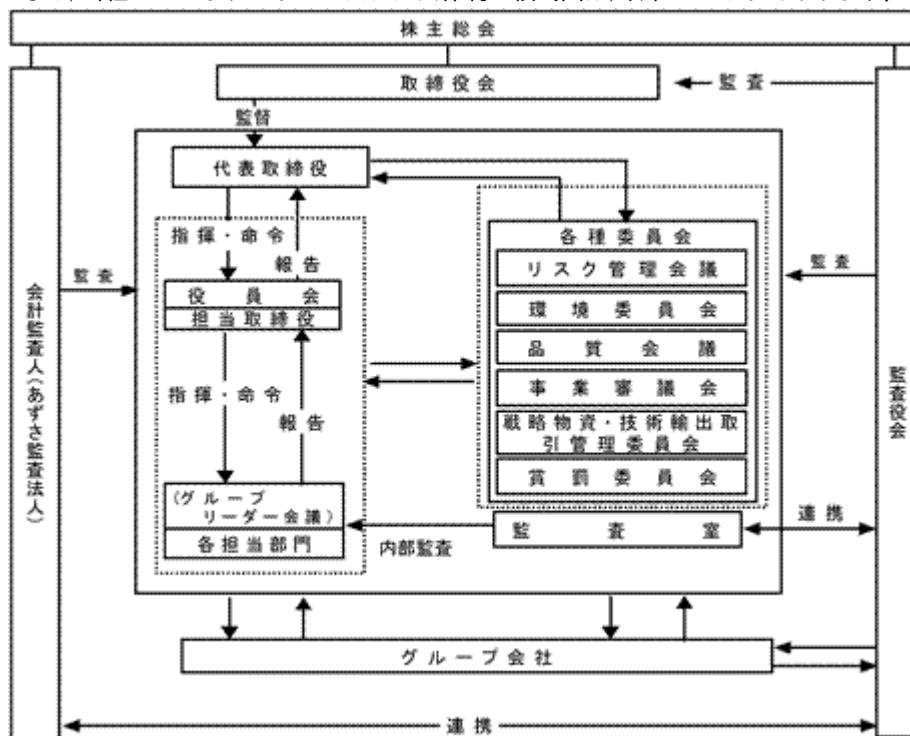 株主総会
取締役会
監査
監督
代表取締役
指揮・命令
報告
役員会
担当取締役
指揮・命令
報告
(グループ
リーダー会議)
各担当部門
各種委員会
リスク管理会議
環境委員会
品質会議
事業審議会
戦略物資・技術輸出取
引管理委員会
賞罰委員会
監査室
内部監査
連携
監査
監査
会計監査人(あずさ監査法人)
監査役会
グループ会社
連携